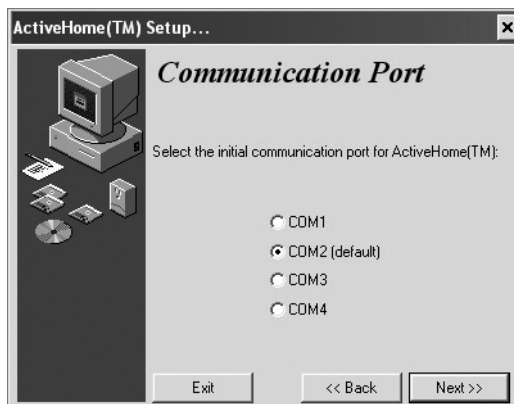 ActiveHome(TM) Setup...
Communication Port
Select the initial communication port for ActiveHome(TM):
COM1
COM2 (default)
COM3
COM4
Exit
<< Back
Next >>